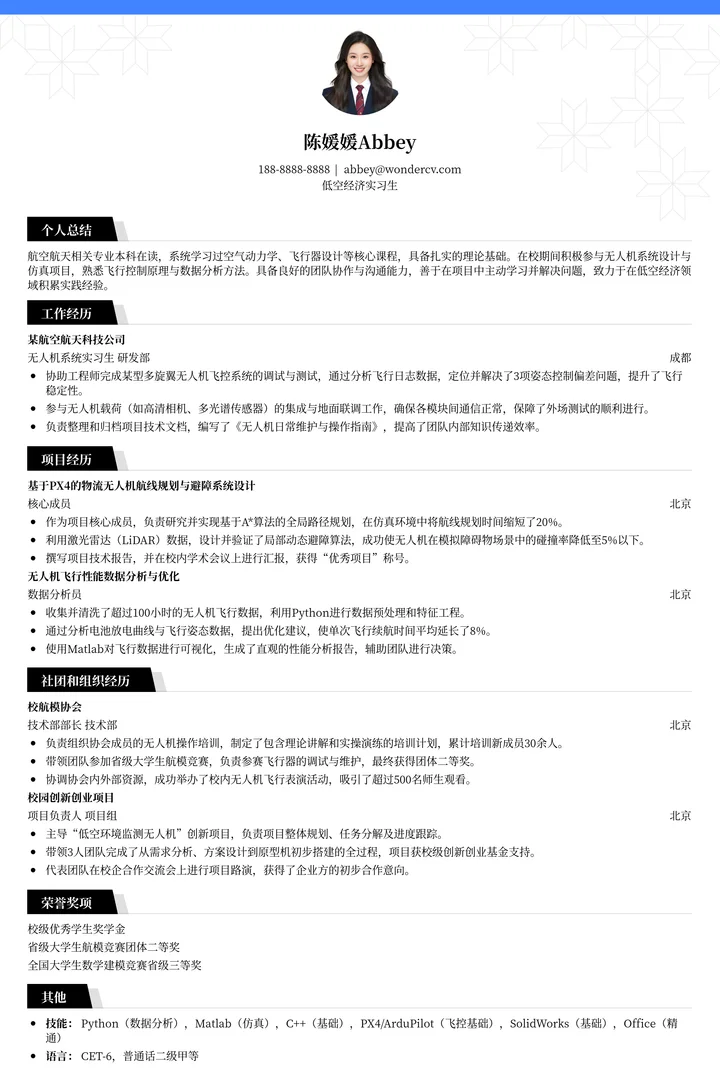 陈媛媛Abbey
188-8888-8888 | abbey@wondercv.com
低空经济实习生
个人总结
航空航天相关专业本科在读，系统学习过空气动力学、飞行器设计等核心课程，具备扎实的理论基础。在校期间积极参与无人机系统设计与
仿真项目，熟悉飞行控制原理与数据分析方法。具备良好的团队协作与沟通能力，善于在项目中主动学习并解决问题，致力于在低空经济领
域积累实践经验。
工作经历
某航空航天科技公司
无人机系统实习生 研发部 成都
• 协助工程师完成某型多旋翼无人机飞控系统的调试与测试，通过分析飞行日志数据，定位并解决了3项姿态控制偏差问题，提升了飞行
稳定性。
• 参与无人机载荷（如高清相机、多光谱传感器）的集成与地面联调工作，确保各模块间通信正常，保障了外场测试的顺利进行。
• 负责整理和归档项目技术文档，编写了《无人机日常维护与操作指南》，提高了团队内部知识传递效率。
项目经历
基于PX4的物流无人机航线规划与避障系统设计
核心成员 北京
• 作为项目核心成员，负责研究并实现基于A*算法的全局路径规划，在仿真环境中将航线规划时间缩短了20%。
• 利用激光雷达（LiDAR）数据，设计并验证了局部动态避障算法，成功使无人机在模拟障碍物场景中的碰撞率降低至5%以下。
• 撰写项目技术报告，并在校内学术会议上进行汇报，获得“优秀项目”称号。
无人机飞行性能数据分析与优化
数据分析员 北京
• 收集并清洗了超过100小时的无人机飞行数据，利用Python进行数据预处理和特征工程。
• 通过分析电池放电曲线与飞行姿态数据，提出优化建议，使单次飞行续航时间平均延长了8%。
• 使用Matlab对飞行数据进行可视化，生成了直观的性能分析报告，辅助团队进行决策。
社团和组织经历
校航模协会
技术部部长 技术部 北京
• 负责组织协会成员的无人机操作培训，制定了包含理论讲解和实操演练的培训计划，累计培训新成员30余人。
• 带领团队参加省级大学生航模竞赛，负责参赛飞行器的调试与维护，最终获得团体二等奖。
• 协调协会内外部资源，成功举办了校内无人机飞行表演活动，吸引了超过500名师生观看。
校园创新创业项目
项目负责人 项目组 北京
• 主导“低空环境监测无人机”创新项目，负责项目整体规划、任务分解及进度跟踪。
• 带领3人团队完成了从需求分析、方案设计到原型机初步搭建的全过程，项目获校级创新创业基金支持。
• 代表团队在校企合作交流会上进行项目路演，获得了企业方的初步合作意向。
荣誉奖项
校级优秀学生奖学金
省级大学生航模竞赛团体二等奖
全国大学生数学建模竞赛省级三等奖
其他
• 技能： Python（数据分析），Matlab（仿真），C++（基础），PX4/ArduPilot（飞控基础），SolidWorks（基础），Office（精
通）
• 语言： CET-6，普通话二级甲等